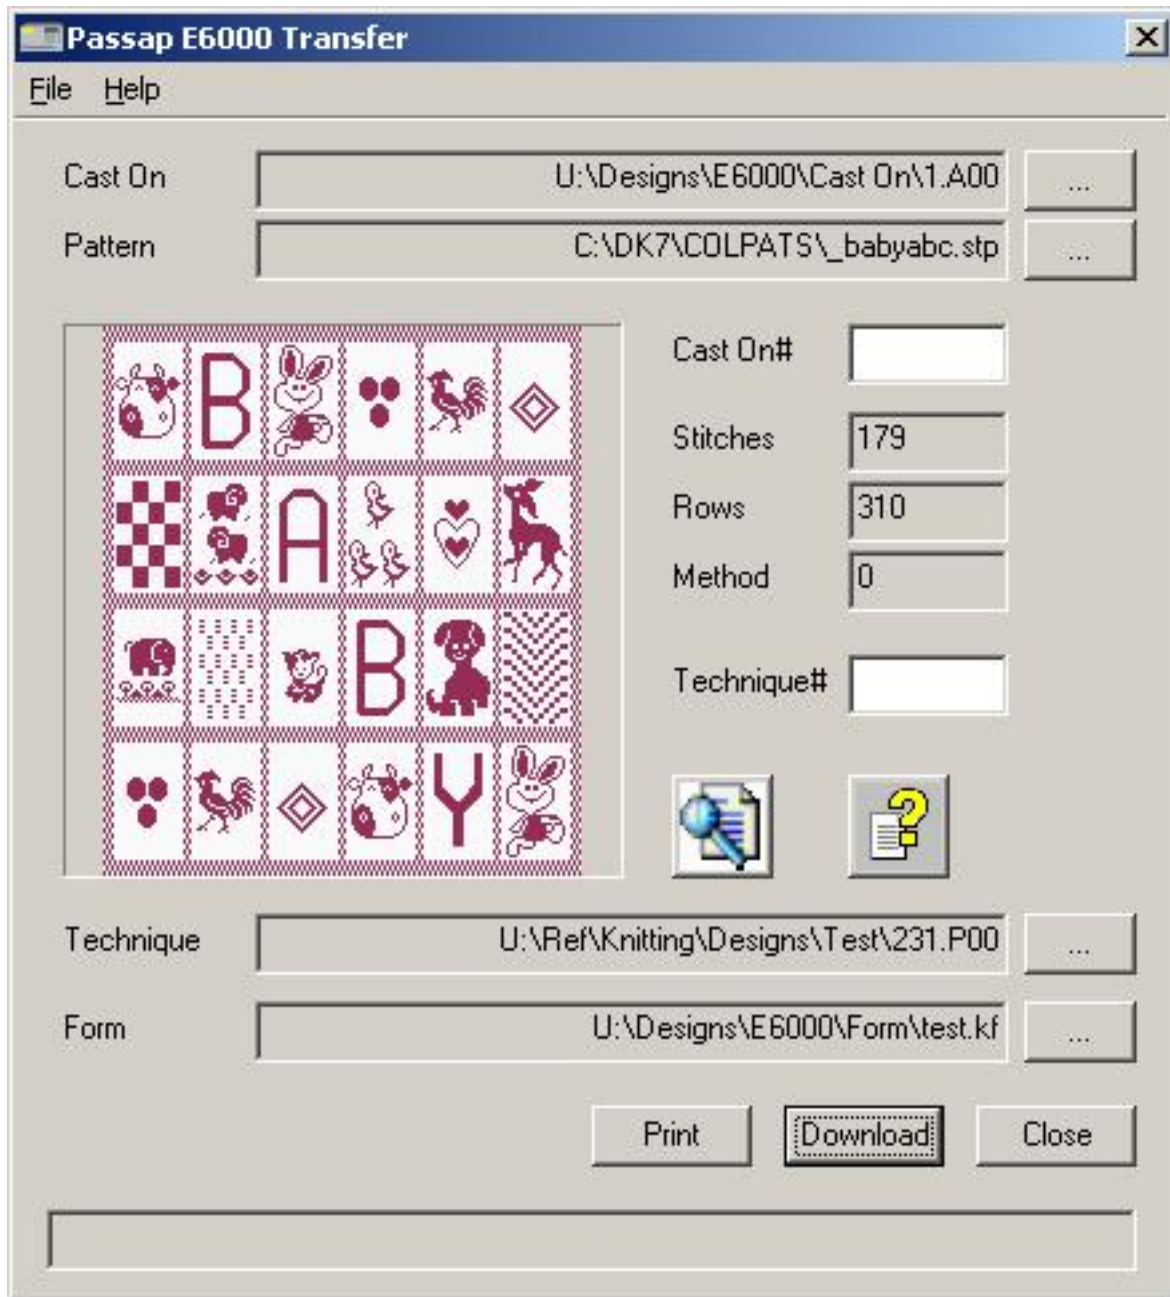 Passap E6000 Transfer
File Help
Cast On U:\Designs\E6000\Cast On\1.A00 ...
Pattern C:\DK7\COLPATS\_babyabc.stp ...
B
Cast On#
Stitches 179
A
Rows 310
Method 0
B
Technique#
Y
?
Technique U:\Ref\Knitting\Designs\Test\231.P00 ...
Form U:\Designs\E6000\Form\test.kf ...
Print Download Close